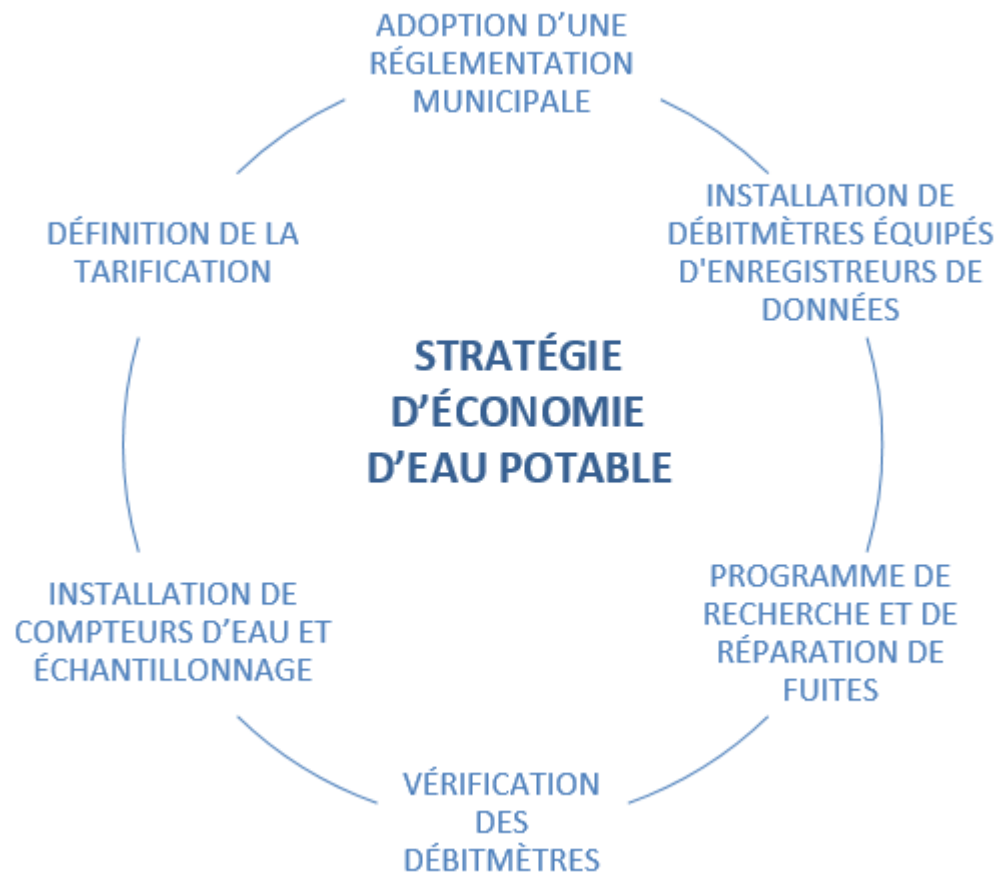 ADOPTION D’UNE
RÉGLEMENTATION
MUNICIPALE
INSTALLATION DE
DÉBITMÈTRES ÉQUIPÉS
D'ENREGISTREURS DE
DONNÉES
PROGRAMME DE
RECHERCHE ET DE
RÉPARATION DE
FUITES
VÉRIFICATION
DES
DÉBITMÈTRES
INSTALLATION DE
COMPTEURS D’EAU ET
ÉCHANTILLONNAGE
DÉFINITION DE LA
TARIFICATION
STRATÉGIE
D’ÉCONOMIE
D’EAU POTABLE